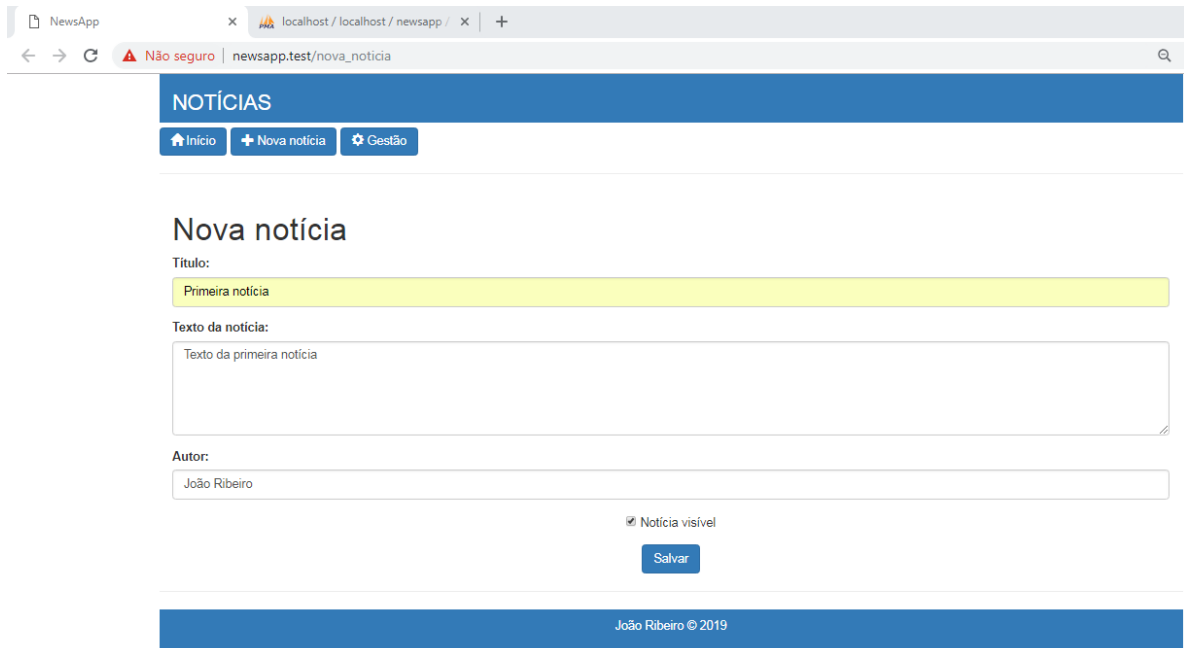 NewsApp
PMA localhost / localhost / newsapp /
Não seguro | newsapp.test/nova_noticia
NOTÍCIAS
Início Nova notícia Gestão
Nova notícia
Título:
Primeira notícia
Texto da notícia:
Texto da primeira notícia
Autor:
João Ribeiro
Notícia visível
Salvar
João Ribeiro © 2019